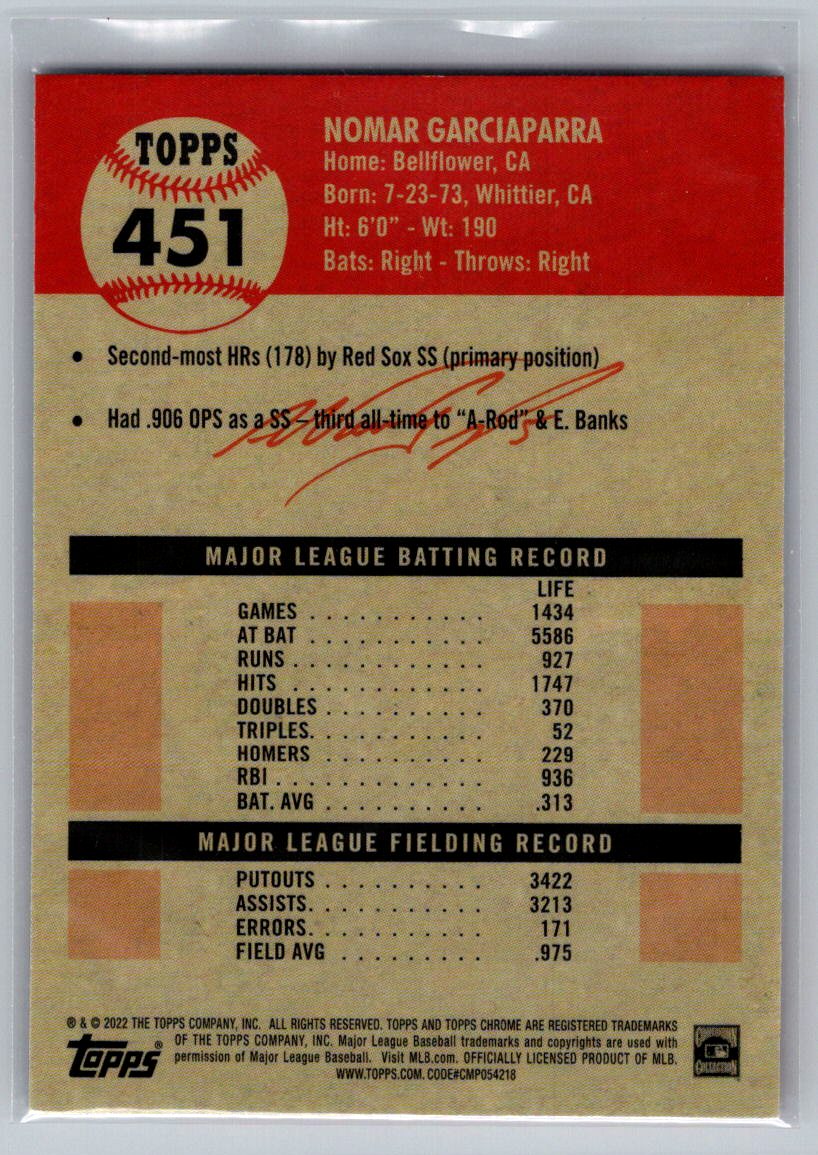 TOPPS
451
NOMAR GARCIAPARRA
Home: Bellflower, CA
Born: 7-23-73, Whittier, CA
Ht: 6'0" - Wt: 190
Bats: Right - Throws: Right
• Second-most HRs (178) by Red Sox SS (primary position)
• Had .906 OPS as a SS – third all-time to "A-Rod" & E. Banks
MAJOR LEAGUE BATTING RECORD
LIFE
GAMES . . . . . . . . . . . 1434
AT BAT . . . . . . . . . . . 5586
RUNS . . . . . . . . . . . . 927
HITS . . . . . . . . . . . . 1747
DOUBLES . . . . . . . . . . 370
TRIPLES. . . . . . . . . . . 52
HOMERS . . . . . . . . . . 229
RBI . . . . . . . . . . . . . 936
BAT. AVG . . . . . . . . . . .313
MAJOR LEAGUE FIELDING RECORD
PUTOUTS . . . . . . . . . . 3422
ASSISTS. . . . . . . . . . . 3213
ERRORS. . . . . . . . . . . 171
FIELD AVG . . . . . . . . . .975
® & © 2022 THE TOPPS COMPANY, INC. ALL RIGHTS RESERVED. TOPPS AND TOPPS CHROME ARE REGISTERED TRADEMARKS
OF THE TOPPS COMPANY, INC. Major League Baseball trademarks and copyrights are used with
permission of Major League Baseball. Visit MLB.com. OFFICIALLY LICENSED PRODUCT OF MLB.
WWW.TOPPS.COM. CODE#CMP054218
topps®
COOPERSTOWN
COLLECTION